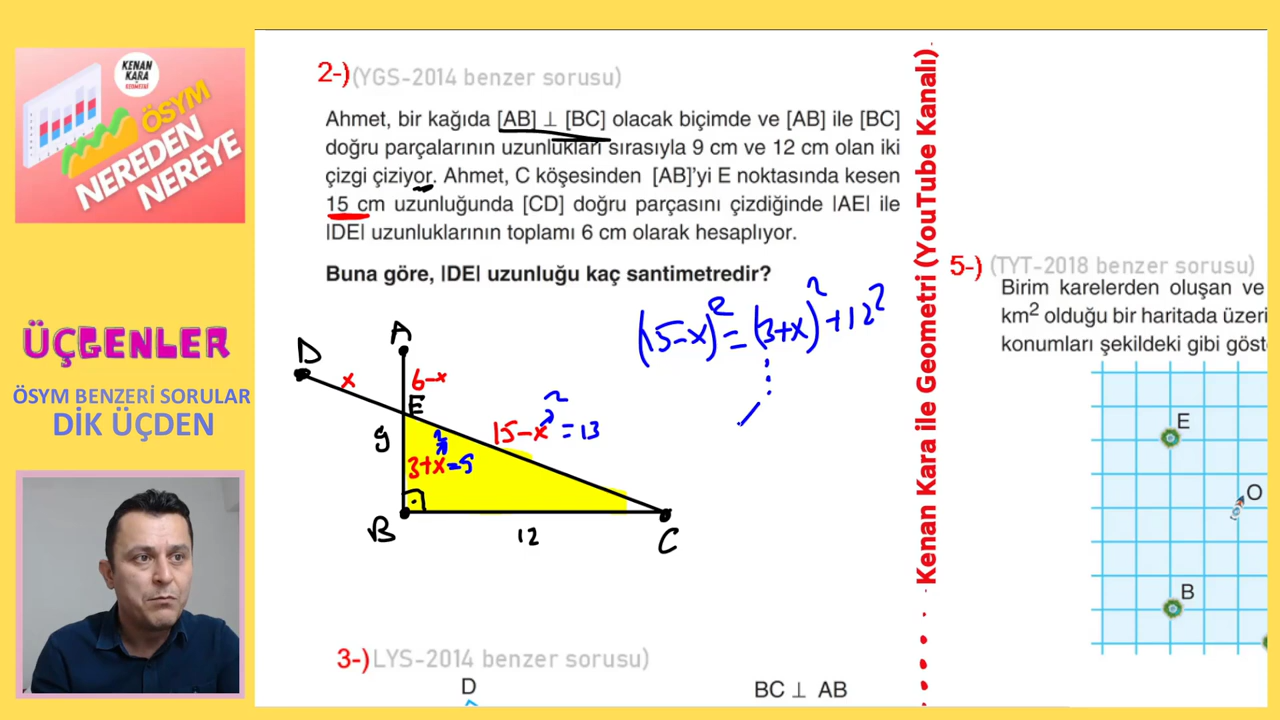 KENAN
KARA
ile
GEOMETRİ
ÖSYM
NEREDEN
NEREYE
ÜÇGENLER
ÖSYM BENZERİ SORULAR
DİK ÜÇGEN
2-) (YGS-2014 benzer sorusu)
Ahmet, bir kağıda [AB] ⊥ [BC] olacak biçimde ve [AB] ile [BC]
doğru parçalarının uzunlukları sırasıyla 9 cm ve 12 cm olan iki
çizgi çiziyor. Ahmet, C köşesinden [AB]'yi E noktasında kesen
15 cm uzunluğunda [CD] doğru parçasını çizdiğinde |AE| ile
|DE| uzunluklarının toplamı 6 cm olarak hesaplıyor.
Buna göre, |DE| uzunluğu kaç santimetredir?
(15-x)² = (3+x)² + 12²
A
D
x
6-x
E
9
15-x
2
=13
2
3+x=5
B
12
C
3-) LYS-2014 benzer sorusu)
D
BC ⊥ AB
Kenan Kara ile Geometri (YouTube Kanalı)
5-) (TYT-2018 benzer sorusu)
Birim karelerden oluşan ve
km² olduğu bir haritada üzeri
konumları şekildeki gibi göst
E
O
B